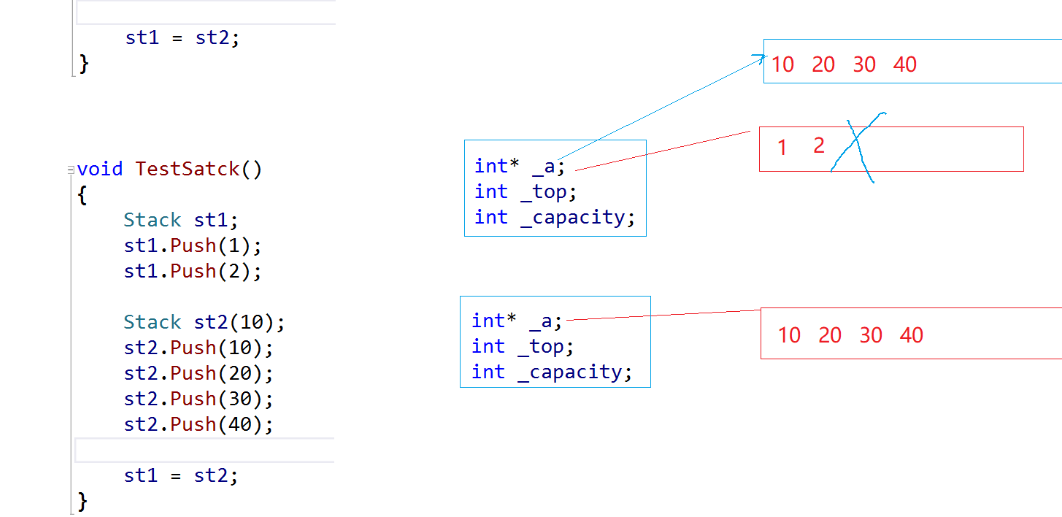 st1 = st2;
}
void TestSatck()
{
Stack st1;
st1.Push(1);
st1.Push(2);
Stack st2(10);
st2.Push(10);
st2.Push(20);
st2.Push(30);
st2.Push(40);
st1 = st2;
}
int* _a;
int _top;
int _capacity;
10 20 30 40
1 2
int* _a;
int _top;
int _capacity;
10 20 30 40